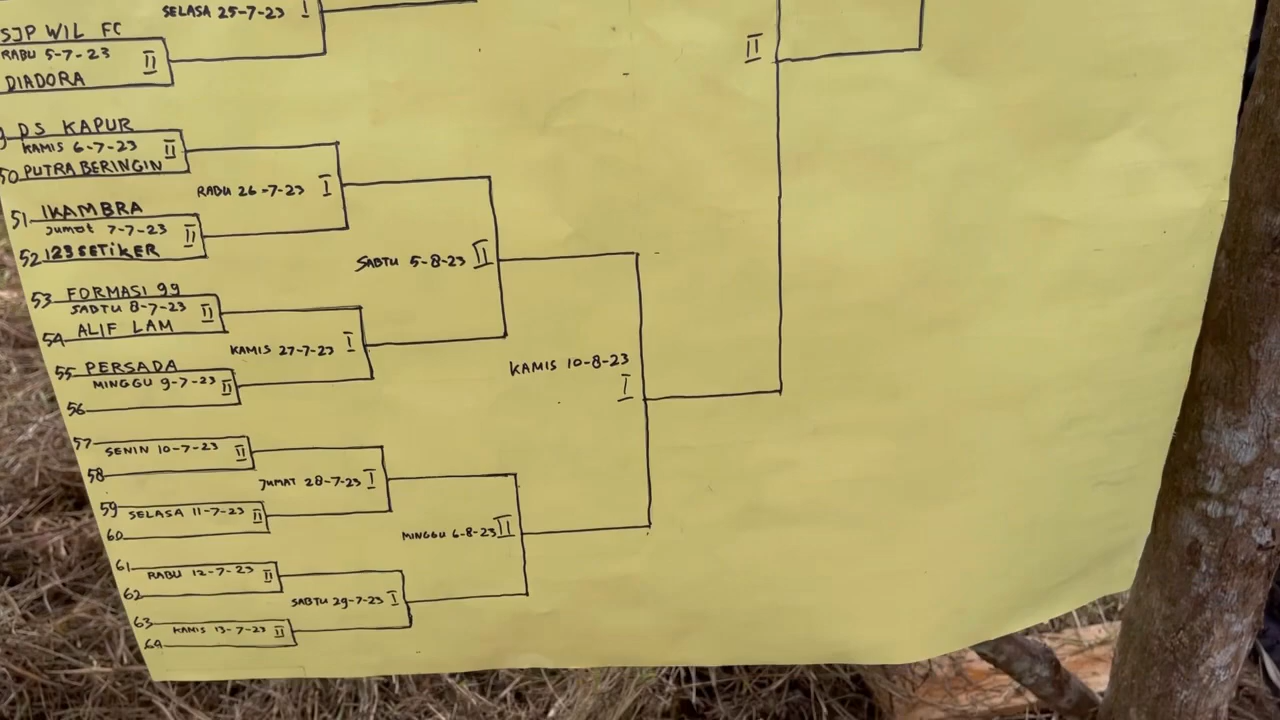 SELASA 25-7-23 I
SJP WIL FC
RABU 5-7-23 II
DIADORA
II
DS KAPUR
KAMIS 6-7-23 II
50 PUTRA BERINGIN
RABU 26-7-23 I
51 IKAMBRA
Jumat 7-7-23 II
52 123 SETiKER
SABTU 5-8-23 II
53 FORMASI 99
SABTU 8-7-23 II
54 ALIF LAM
KAMIS 27-7-23 I
55 PERSADA
MINGGU 9-7-23 II
56
KAMIS 10-8-23
I
57
SENIN 10-7-23 II
58
JUMAT 28-7-23 I
59
SELASA 11-7-23 II
60
MINGGU 6-8-23 II
61
RABU 12-7-23 II
62
SABTU 29-7-23 I
63
KAMIS 13-7-23 II
64